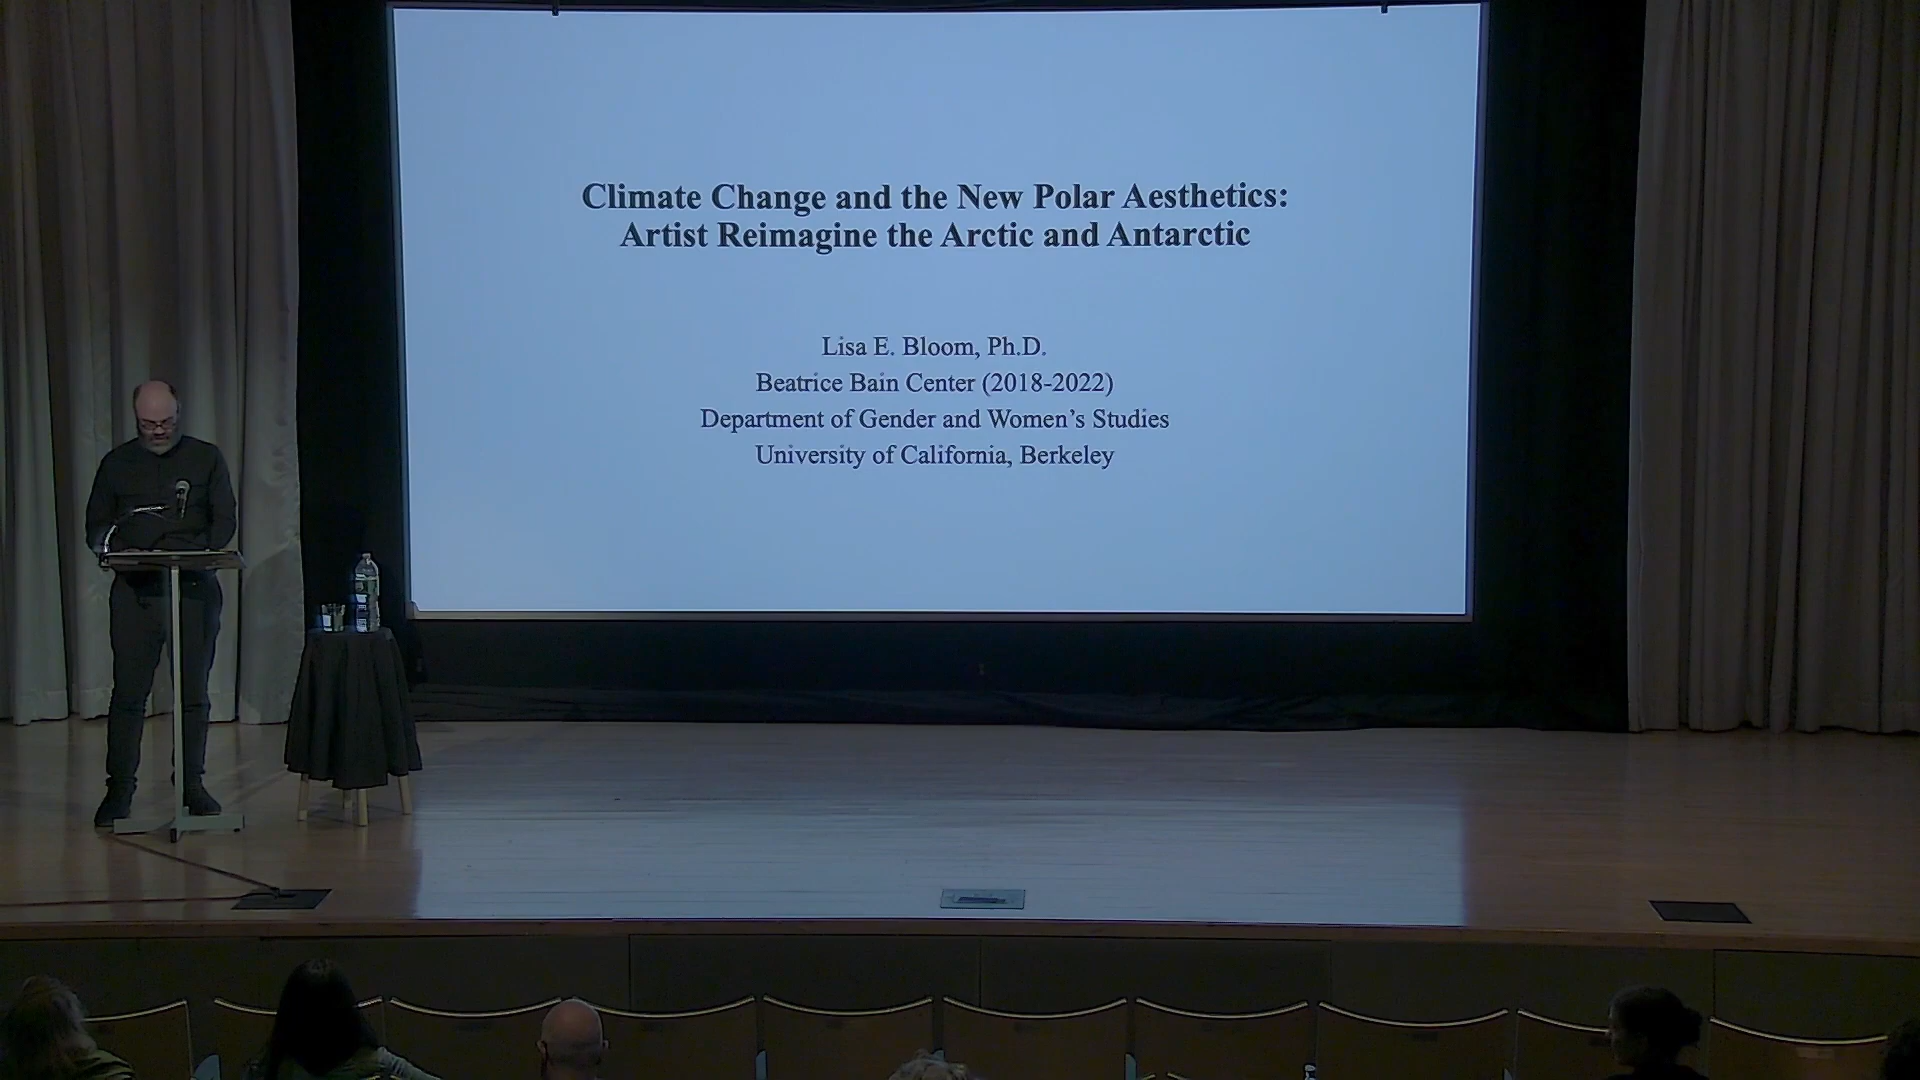 Climate Change and the New Polar Aesthetics:
Artist Reimagine the Arctic and Antarctic
Lisa E. Bloom, Ph.D.
Beatrice Bain Center (2018-2022)
Department of Gender and Women’s Studies
University of California, Berkeley